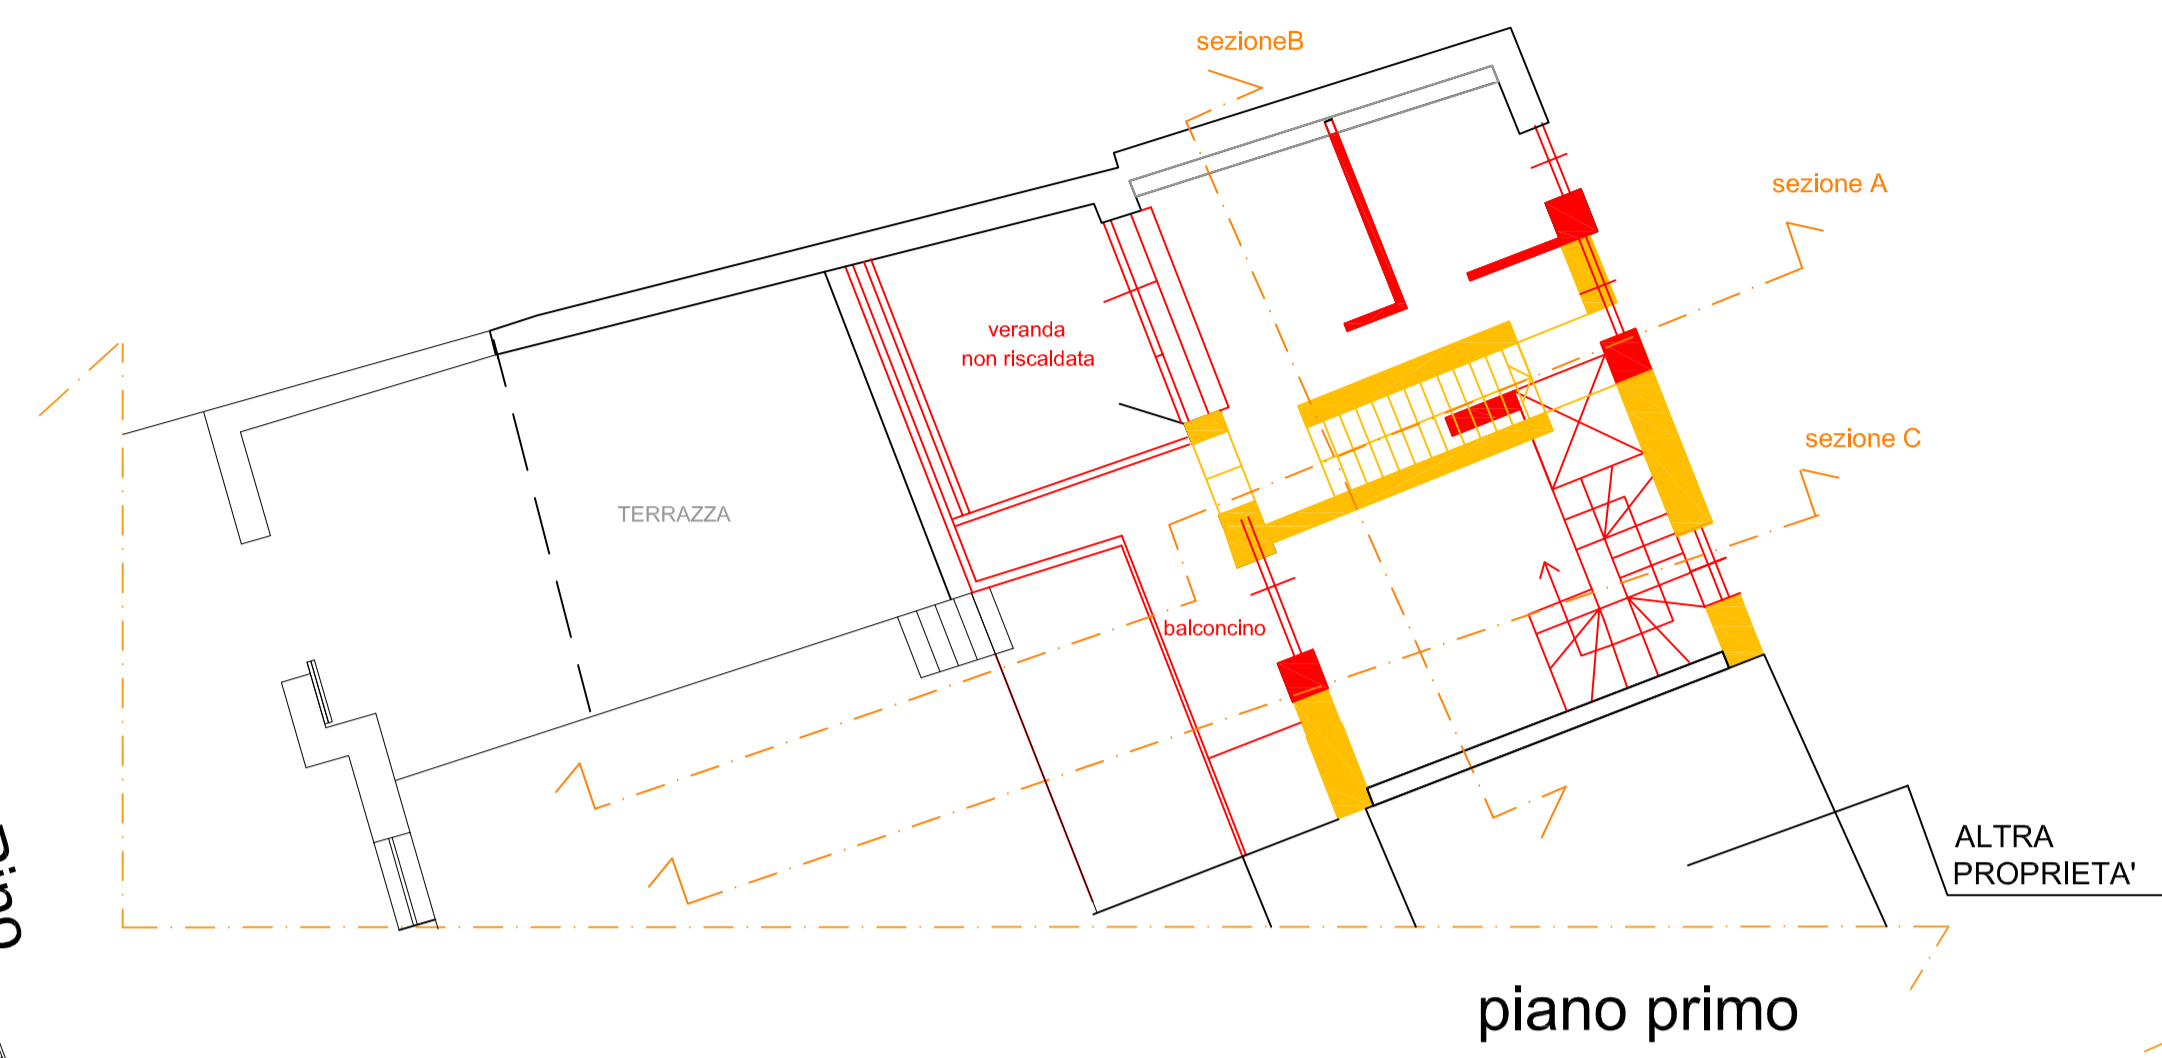 sezioneB
sezione A
veranda
non riscaldata
sezione C
TERRAZZA
balconcino
ALTRA
PROPRIETA'
piano primo